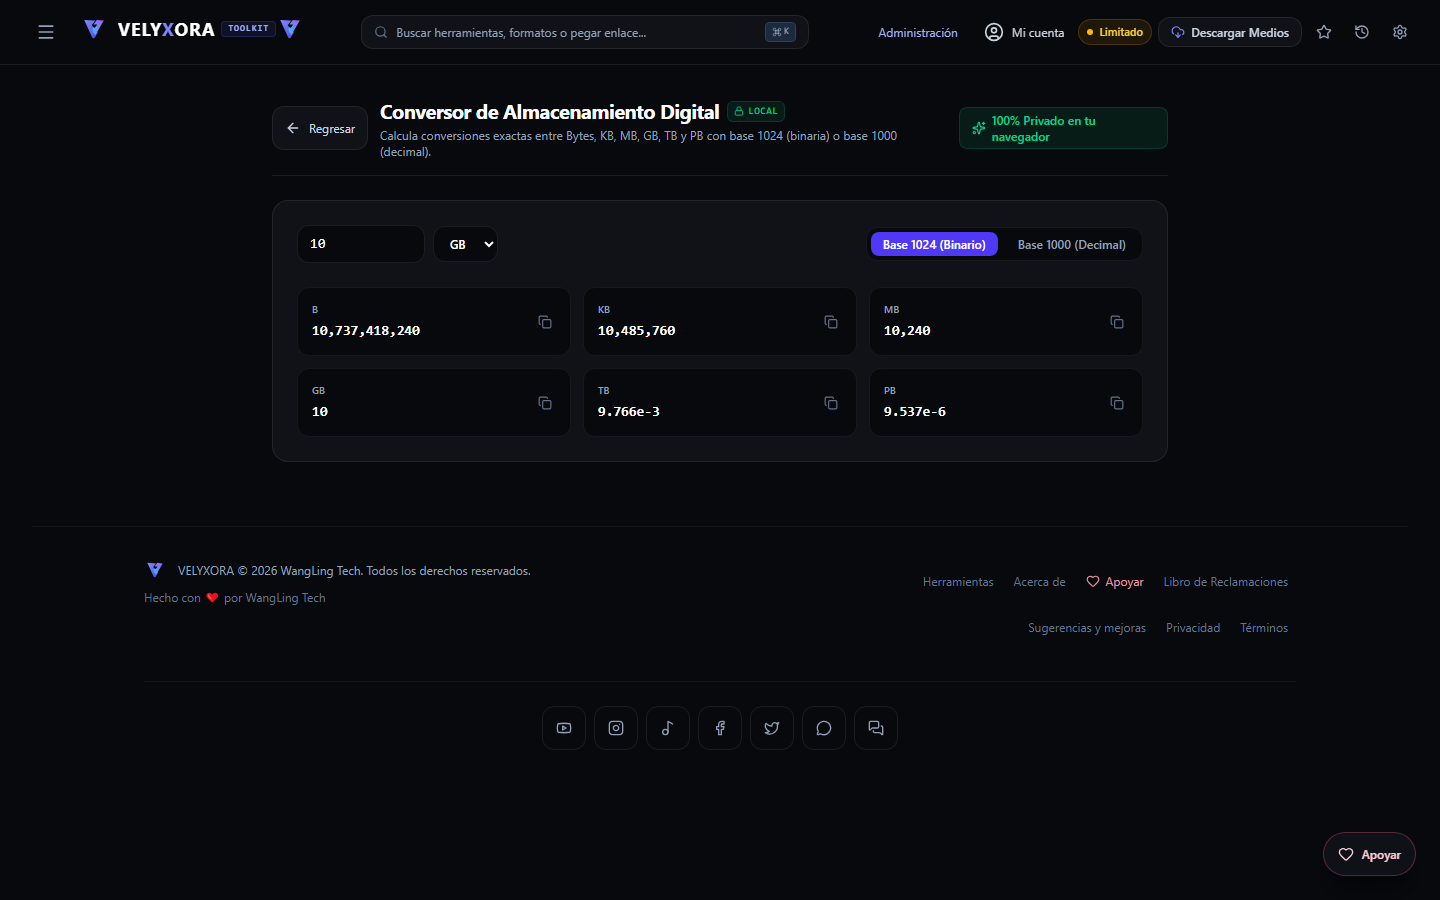 VELYXORA TOOLKIT
Buscar herramientas, formatos o pegar enlace...
⌘K
Administración
Mi cuenta
Limitado
Descargar Medios
Regresar
Conversor de Almacenamiento Digital
LOCAL
Calcula conversiones exactas entre Bytes, KB, MB, GB, TB y PB con base 1024 (binaria) o base 1000
(decimal).
100% Privado en tu
navegador
10
GB
Base 1024 (Binario)
Base 1000 (Decimal)
B
10,737,418,240
KB
10,485,760
MB
10,240
GB
10
TB
9.766e-3
PB
9.537e-6
VELYXORA © 2026 WangLing Tech. Todos los derechos reservados.
Hecho con ❤ por WangLing Tech
Herramientas
Acerca de
Apoyar
Libro de Reclamaciones
Sugerencias y mejoras
Privacidad
Términos
Apoyar